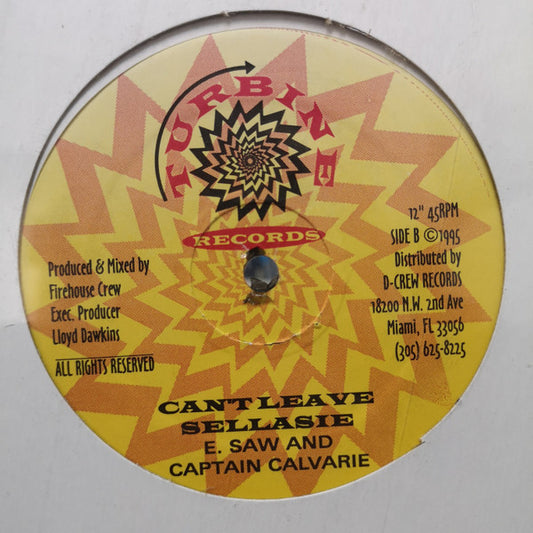 TURBINE
RECORDS
Produced & Mixed by
Firehouse Crew
Exec. Producer
Lloyd Dawkins
ALL RIGHTS RESERVED
12" 45RPM
SIDE B ©1995
Distributed by
D-CREW RECORDS
18200 N.W. 2nd Ave
Miami, FL 33056
(305) 625-8225
CAN'T LEAVE
SELLASIE
E. SAW AND
CAPTAIN CALVARIE